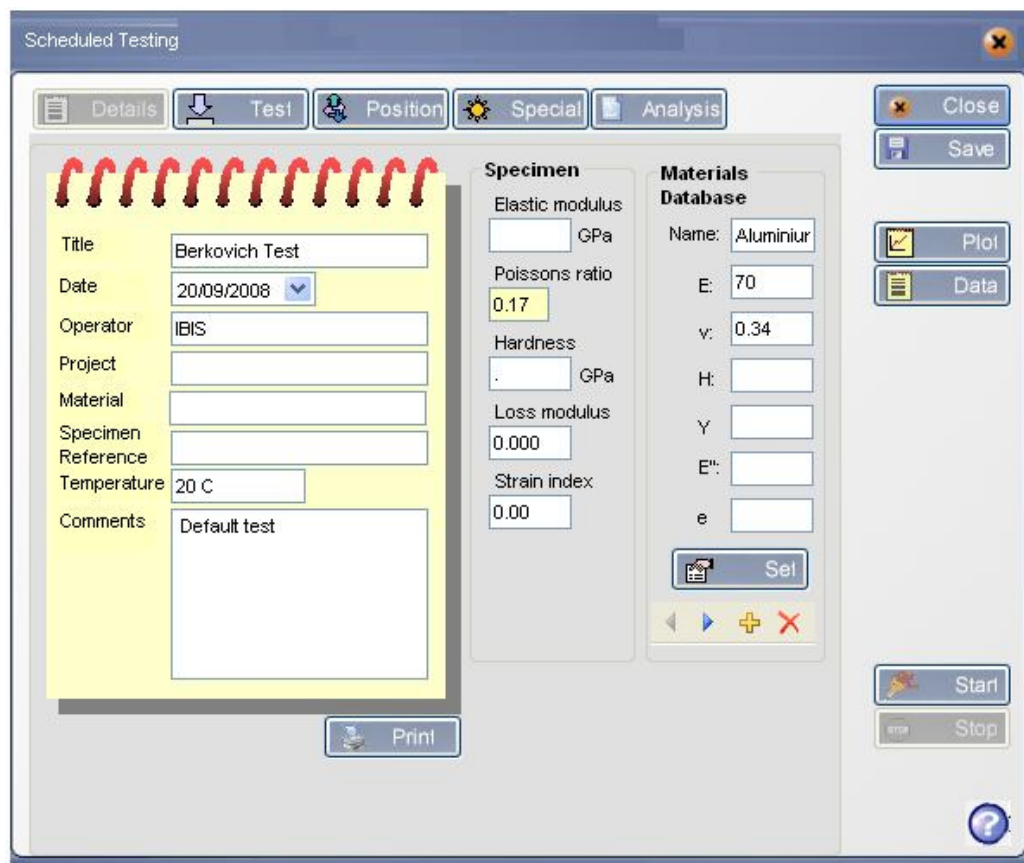 Scheduled Testing
Details Test Position Special Analysis
Close
Save
Plot
Data
Start
STOP Stop
Title Berkovich Test
Date 20/09/2008
Operator IBIS
Project
Material
Specimen
Reference
Temperature 20 C
Comments Default test
Print
Specimen
Elastic modulus
GPa
Poissons ratio
0.17
Hardness
. GPa
Loss modulus
0.000
Strain index
0.00
Materials
Database
Name: Aluminiur
E: 70
v: 0.34
H:
Y
E":
e
Set
?